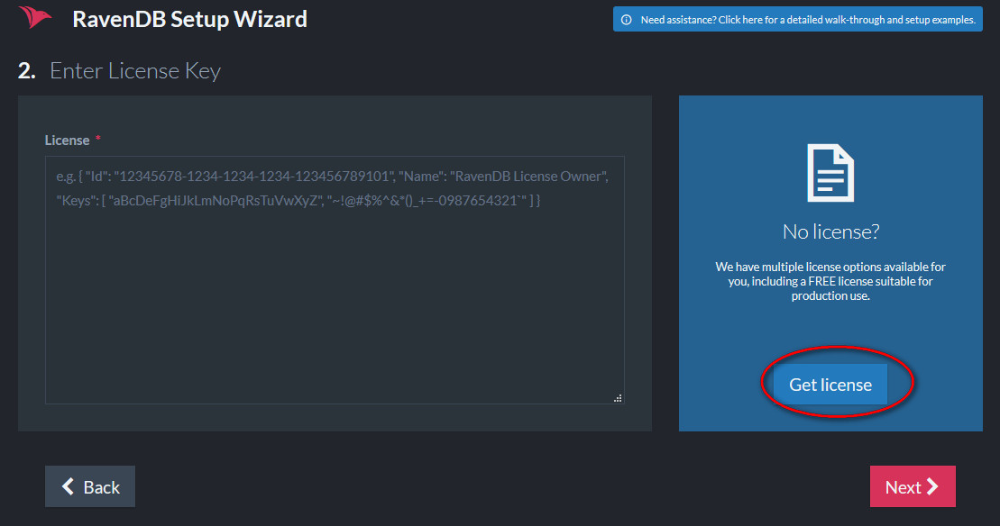 RavenDB Setup Wizard
Need assistance? Click here for a detailed walk-through and setup examples.
2. Enter License Key
License *
e.g. { "Id": "12345678-1234-1234-1234-123456789101", "Name": "RavenDB License Owner",
"Keys": [ "aBcDeFgHiJkLmNoPqRsTuVwXyZ", "~!@#$%^&*()_+=-0987654321`" ] }
No license?
We have multiple license options available for
you, including a FREE license suitable for
production use.
Get license
Back
Next